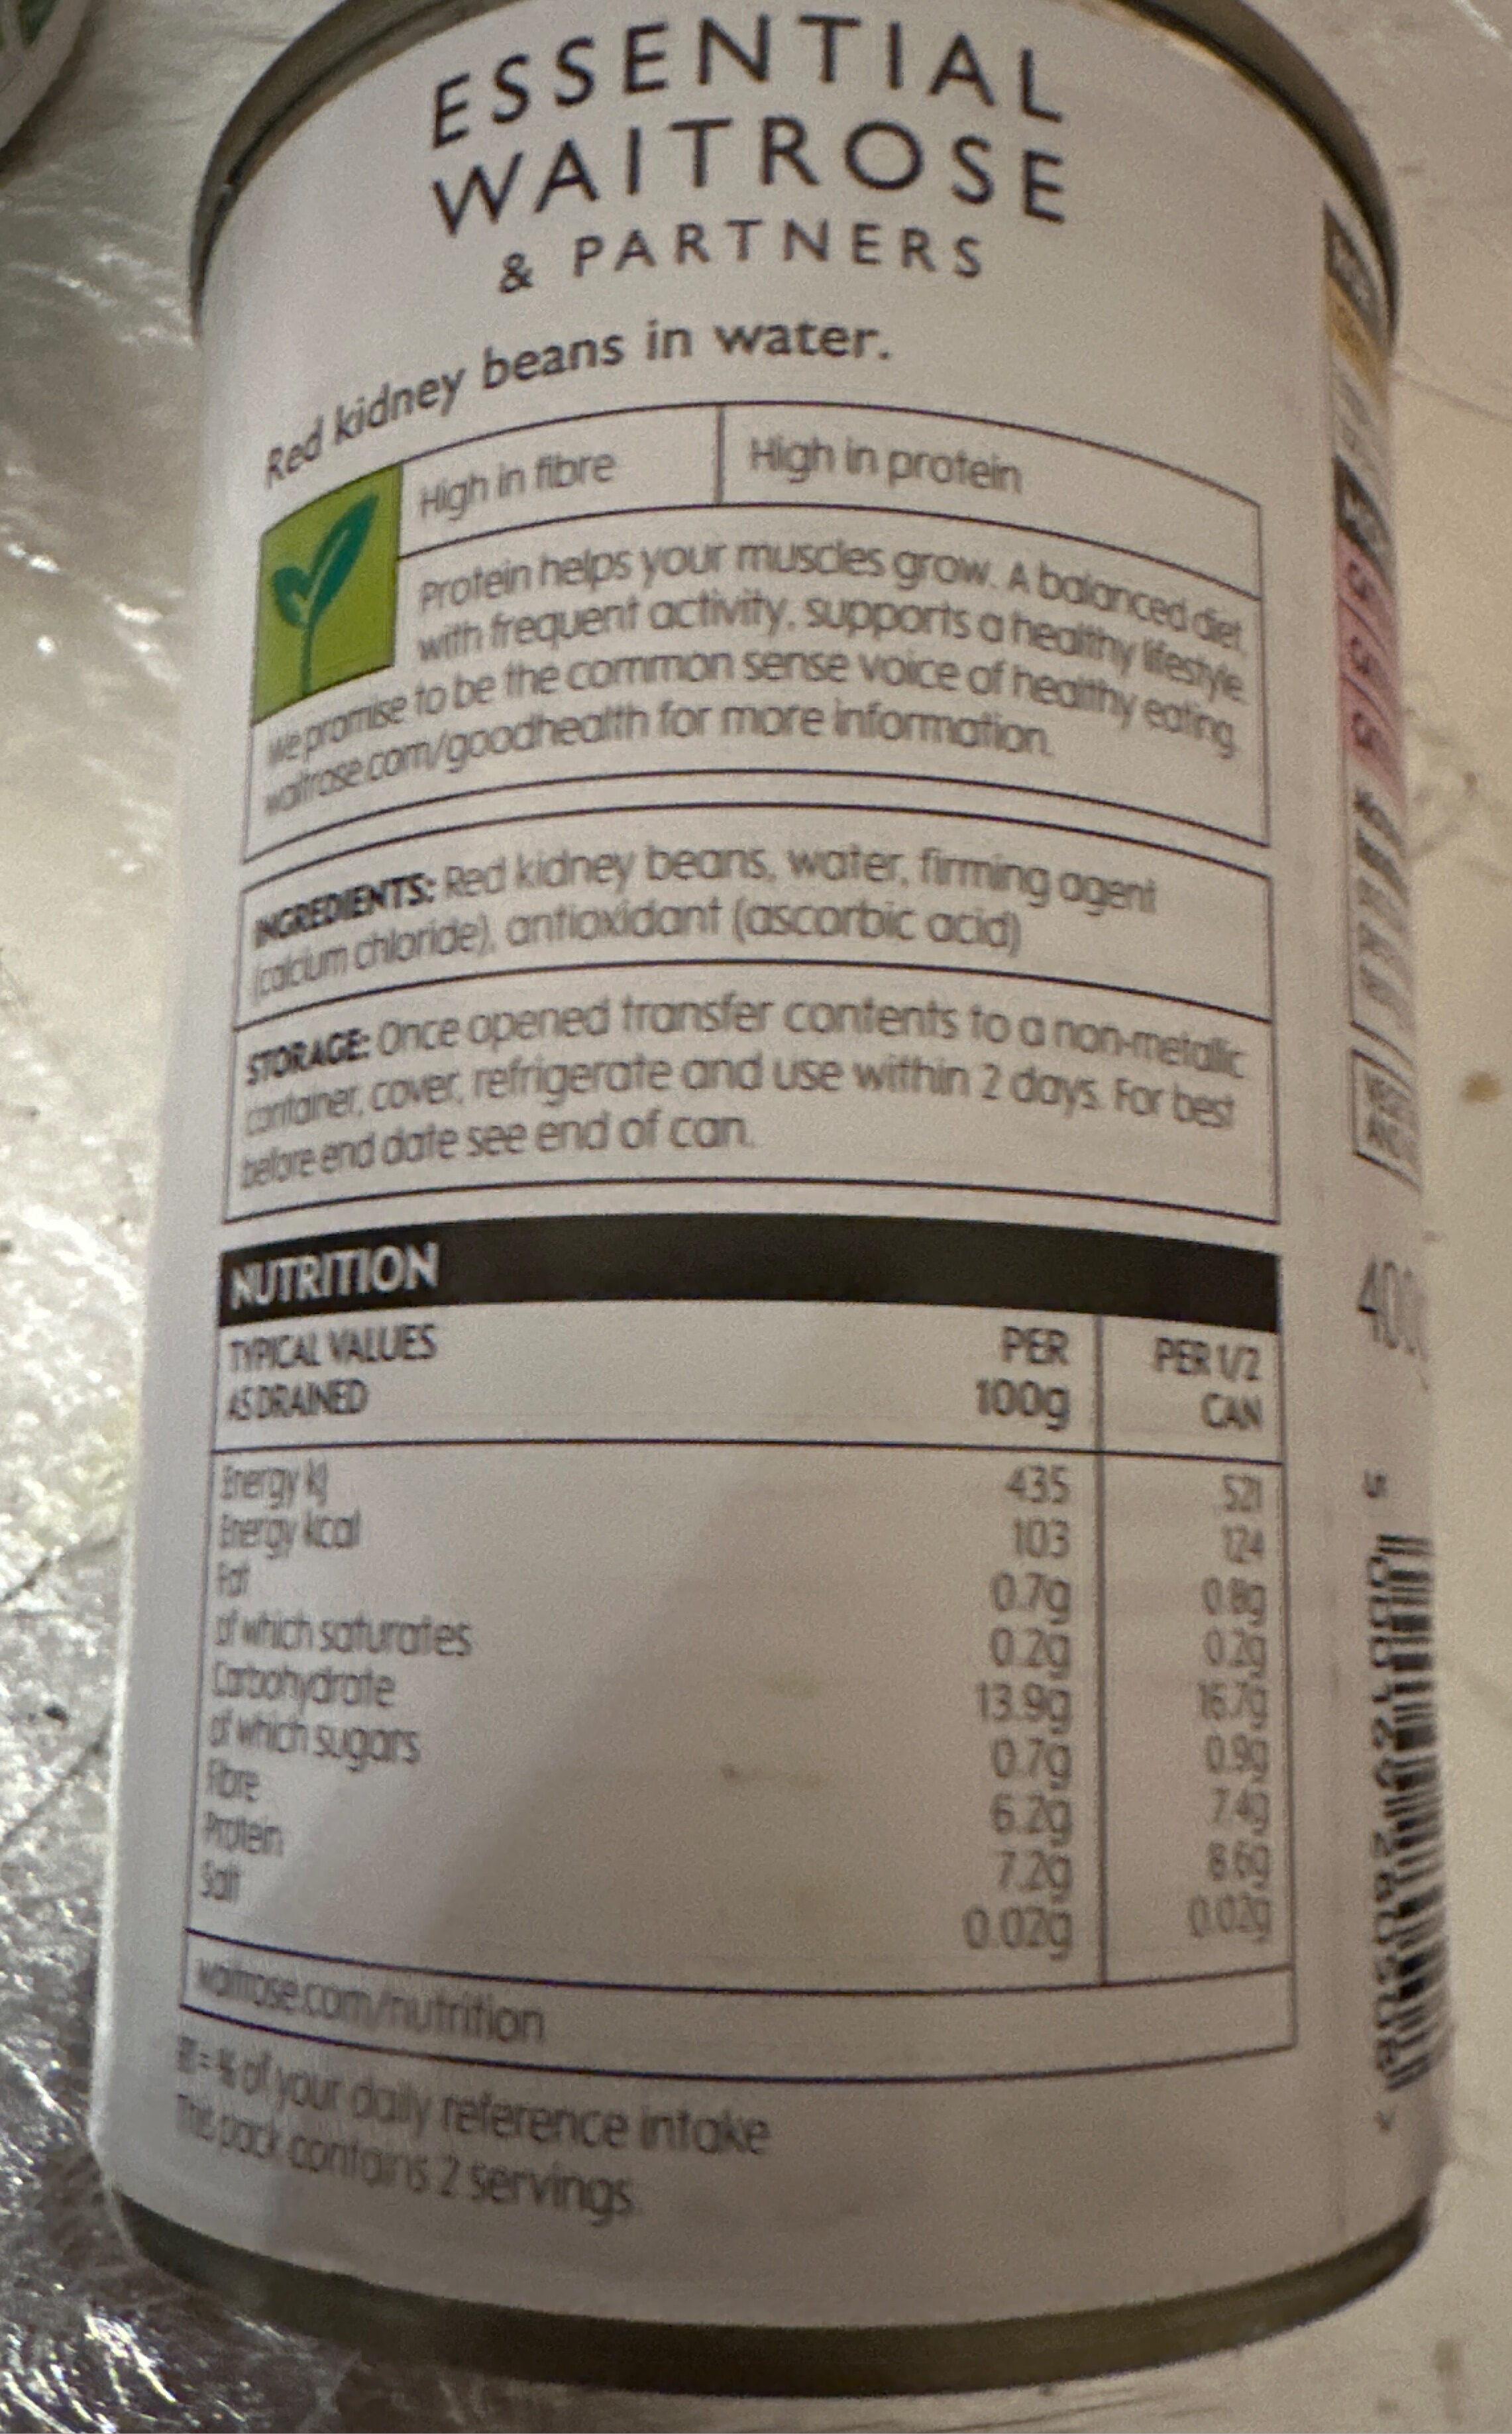 ESSENTIAL
WAITROSE
& PARTNERS
Red kidney beans in water.
High in fibre
High in protein
Protein helps your muscles grow. A balanced diet,
with frequent activity, supports a healthy lifestyle.
We promise to be the common sense voice of healthy eating.
waitrose.com/goodhealth for more information.
INGREDIENTS: Red kidney beans, water, firming agent
(calcium chloride), antioxidant (ascorbic acid)
STORAGE: Once opened transfer contents to a non-metallic
container, cover, refrigerate and use within 2 days. For best
before end date see end of can.
NUTRITION
TYPICAL VALUES AS DRAINED PER 100g PER 1/2 CAN
Energy kJ 435 521
Energy kcal 103 124
Fat 0.7g 0.8g
of which saturates 0.2g 0.2g
Carbohydrate 13.9g 16.7g
of which sugars 0.7g 0.9g
Fibre 6.2g 7.4g
Protein 7.2g 8.6g
Salt 0.02g 0.02g
waitrose.com/nutrition
RI = % of your daily reference intake
This pack contains 2 servings
400